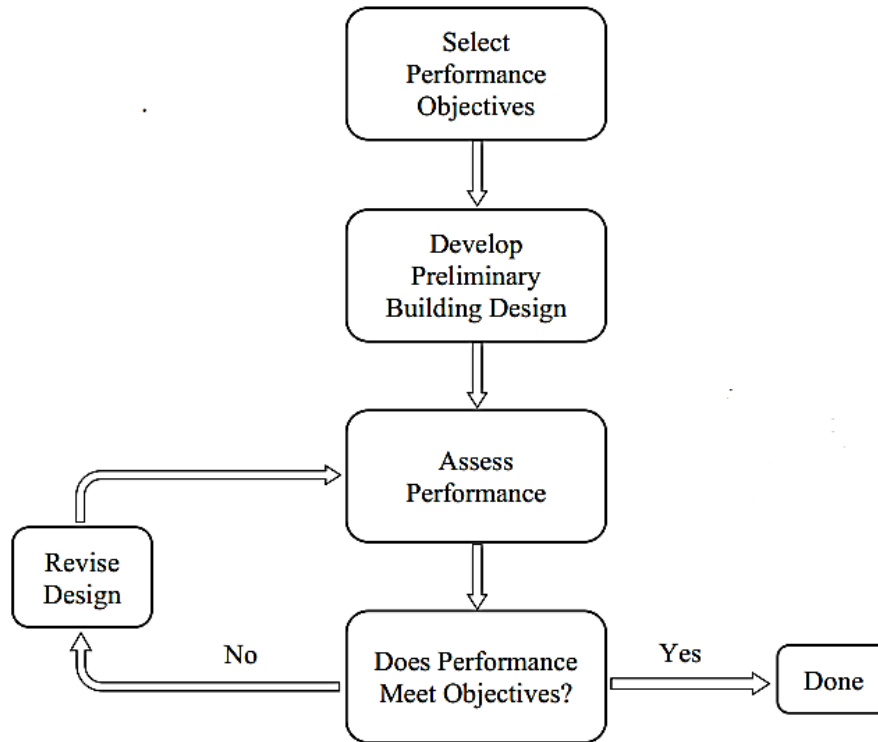 Select
Performance
Objectives
Develop
Preliminary
Building Design
Assess
Performance
Revise
Design
No
Does Performance
Meet Objectives?
Yes
Done